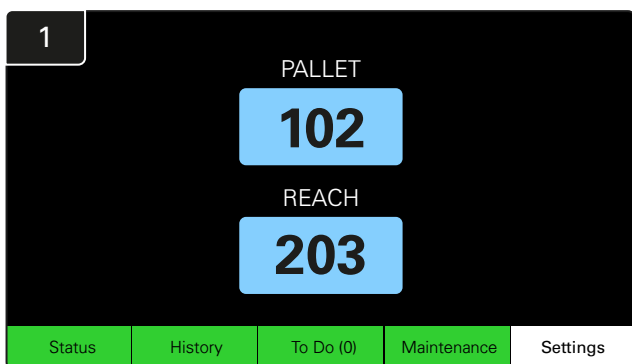 1
PALLET
102
REACH
203
Status History To Do (0) Maintenance Settings